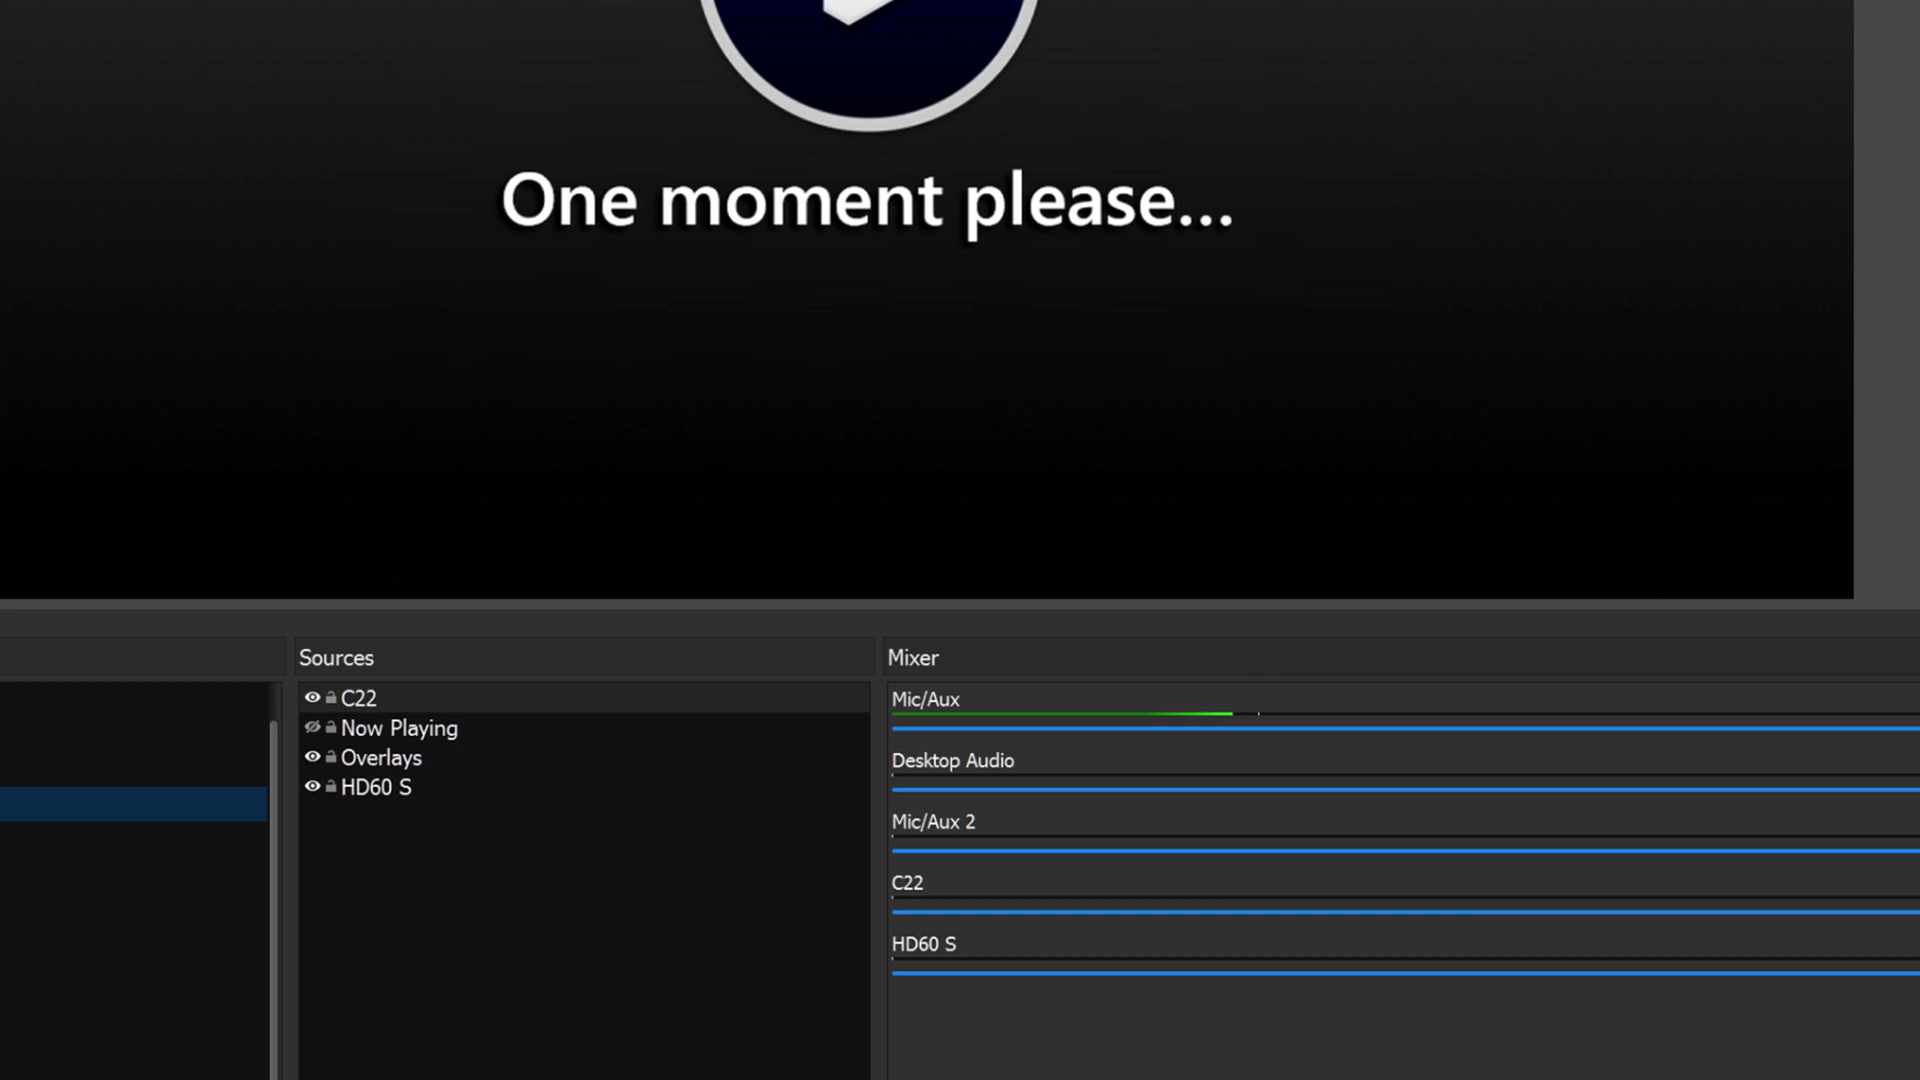 One moment please...
Sources
C22
Now Playing
Overlays
HD60 S
Mixer
Mic/Aux
Desktop Audio
Mic/Aux 2
C22
HD60 S